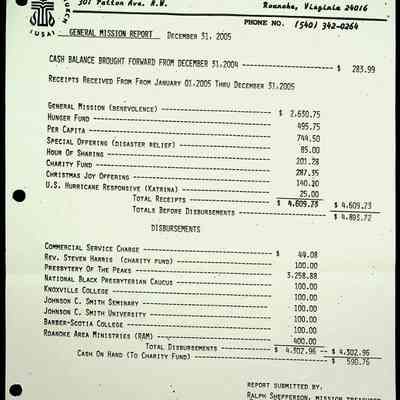 301 Patton Ave. N.W. Roanoke, Virginia 24016
(USA)
PHONE NO. (540) 342-0264
GENERAL MISSION REPORT DECEMBER 31, 2005
CASH BALANCE BROUGHT FORWARD FROM DECEMBER 31,2004 $ 283.99
RECEIPTS RECEIVED FROM FROM JANUARY 01,2005 THRU DECEMBER 31,2005
GENERAL MISSION (BENEVOLENCE) $ 2,630.75
HUNGER FUND 495.75
PER CAPITA 744.50
SPECIAL OFFERING (DISASTER RELIEF) 85.00
HOUR OF SHARING 201.28
CHARITY FUND 287.35
CHRISTMAS JOY OFFERING 140.10
U.S. HURRICANE RESPONSIVE (KATRINA) 25.00
TOTAL RECEIPTS $ 4,609.73 $ 4,609.73
TOTALS BEFORE DISBURSEMENTS $ 4,893.72
DISBURSEMENTS
COMMERCIAL SERVICE CHARGE $ 44.08
REV. STEVEN HARRIS (CHARITY FUND) 100.00
PRESBYTERY OF THE PEAKS 3,258.88
NATIONAL BLACK PRESBYTERIAN CAUCUS 100.00
KNOXVILLE COLLEGE 100.00
JOHNSON C. SMITH SEMINARY 100.00
JOHNSON C. SMITH UNIVERSITY 100.00
BARBER-SCOTIA COLLEGE 100.00
ROANOKE AREA MINISTRIES (RAM) 400.00
TOTAL DISBURSEMENTS $ 4,302.96 -- $ 4,302.96
CASH ON HAND (TO CHARITY FUND) $ 590.76
REPORT SUBMITTED BY:
RALPH SHEFFERSON, MISSION TREASURER